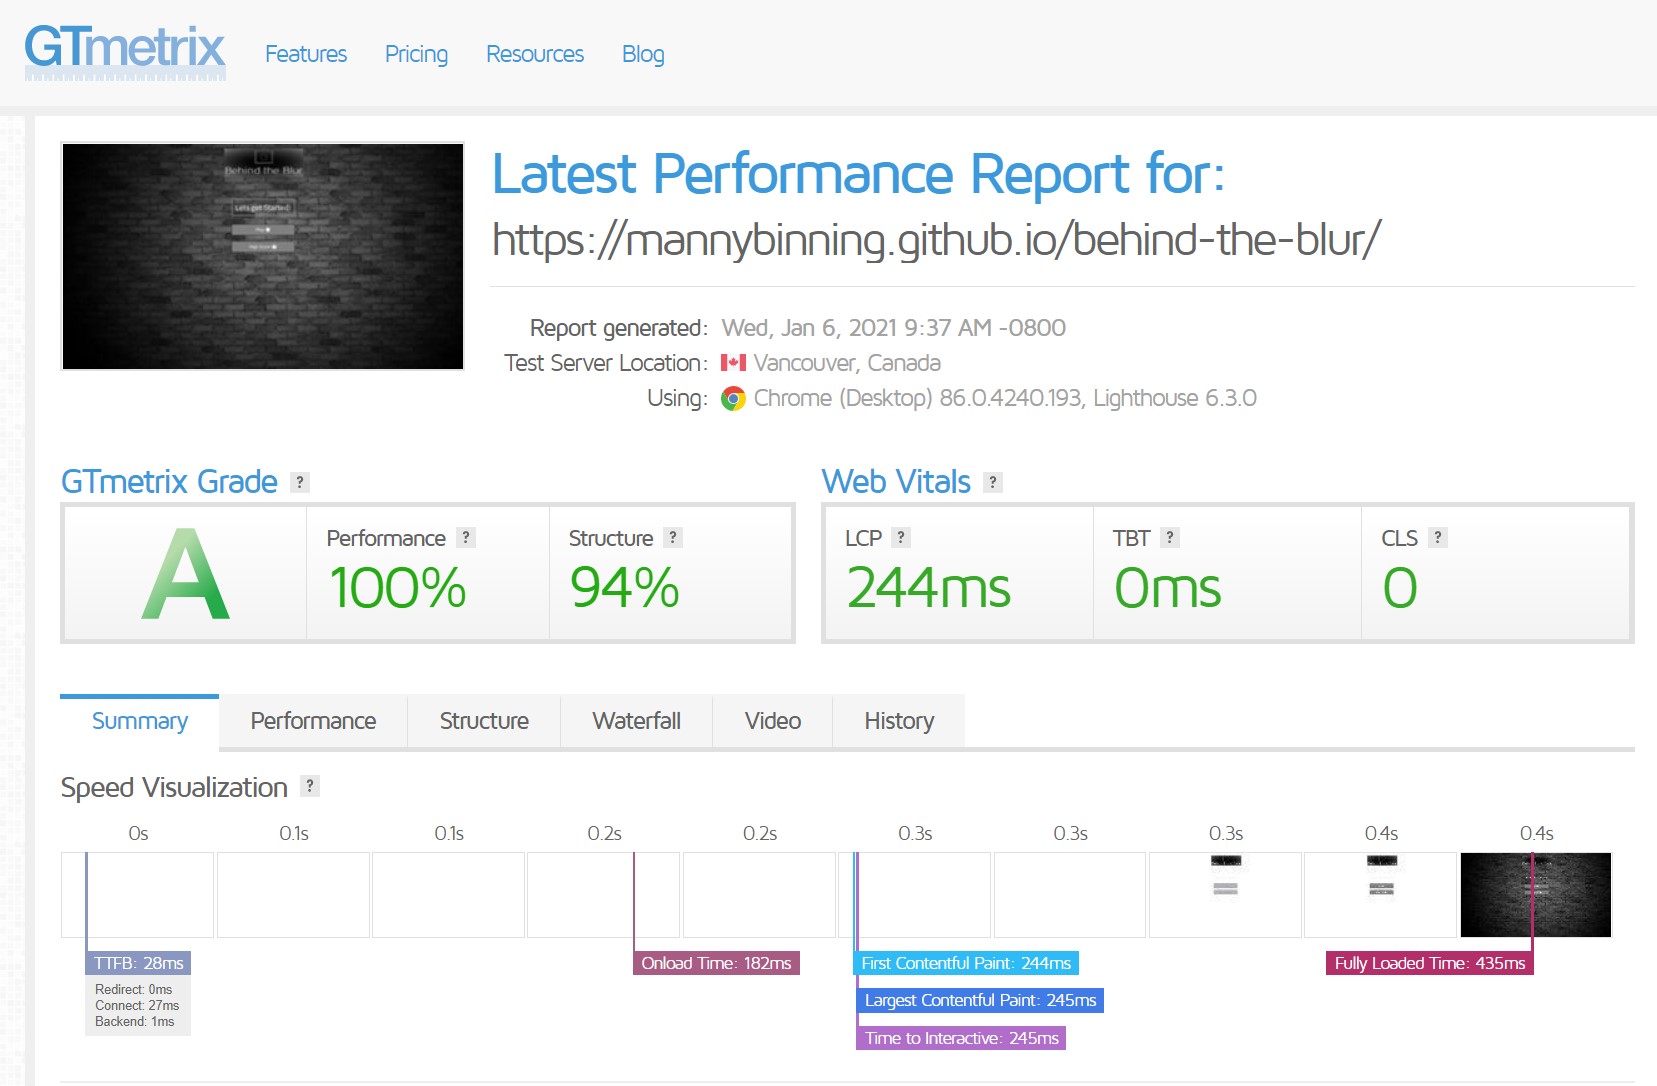 GTmetrix Features Pricing Resources Blog
Behind the Blur
Lets get Started!
Play
High Score
Latest Performance Report for:
https://mannybinning.github.io/behind-the-blur/
Report generated: Wed, Jan 6, 2021 9:37 AM -0800
Test Server Location: Vancouver, Canada
Using: Chrome (Desktop) 86.0.4240.193, Lighthouse 6.3.0
GTmetrix Grade ?
A
Performance ?
100%
Structure ?
94%
Web Vitals ?
LCP ?
244ms
TBT ?
0ms
CLS ?
0
Summary Performance Structure Waterfall Video History
Speed Visualization ?
0s 0.1s 0.1s 0.2s 0.2s 0.3s 0.3s 0.3s 0.4s 0.4s
TTFB: 28ms
Redirect: 0ms
Connect: 27ms
Backend: 1ms
Onload Time: 182ms
First Contentful Paint: 244ms
Largest Contentful Paint: 245ms
Time to Interactive: 245ms
Fully Loaded Time: 435ms